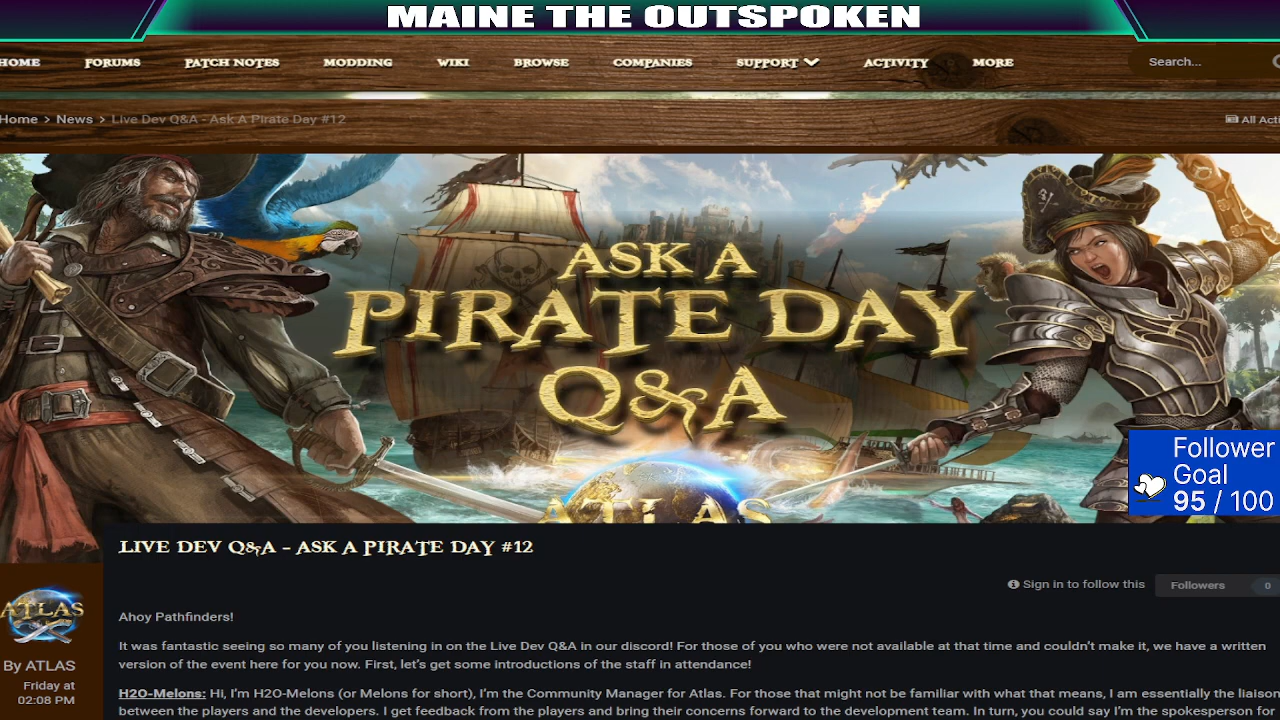 MAINE THE OUTSPOKEN
HOME FORUMS PATCH NOTES MODDING WIKI BROWSE COMPANIES SUPPORT ACTIVITY MORE Search...
Home > News > Live Dev Q&A - Ask A Pirate Day #12 All Acti
ASK A
PIRATE DAY
Q&A
ATLAS
Follower
Goal
95 / 100
LIVE DEV Q&A - ASK A PIRATE DAY #12
Sign in to follow this Followers 0
ATLAS
By ATLAS
Friday at
02:08 PM
Ahoy Pathfinders!
It was fantastic seeing so many of you listening in on the Live Dev Q&A in our discord! For those of you who were not available at that time and couldn't make it, we have a written
version of the event here for you now. First, let's get some introductions of the staff in attendance!
H2O-Melons: Hi, I'm H2O-Melons (or Melons for short), I'm the Community Manager for Atlas. For those that might not be familiar with what that means, I am essentially the liaison
between the players and the developers. I get feedback from the players and bring their concerns forward to the development team. In turn, you could say I'm the spokesperson for